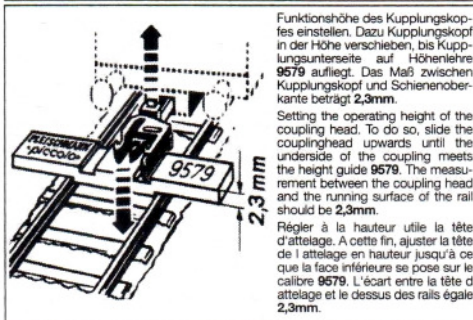 FLEISCHMANN
piccolo
9579
2,3 mm
Funktionshöhe des Kupplungskop-
fes einstellen. Dazu Kupplungskopf
in der Höhe verschieben, bis Kupp-
lungsunterseite auf Höhenlehre
9579 aufliegt. Das Maß zwischen
Kupplungskopf und Schienenober-
kante beträgt 2,3mm.
Setting the operating height of the
coupling head. To do so, slide the
couplinghead upwards until the
underside of the coupling meets
the height guide 9579. The measu-
rement between the coupling head
and the running surface of the rail
should be 2,3mm.
Régler à la hauteur utile la tête
d'attelage. A cette fin, ajuster la tête
de l attelage en hauteur jusqu'à ce
que la face inférieure se pose sur le
calibre 9579. L'écart entre la tête d
attelage et le dessus des rails égale
2,3mm.